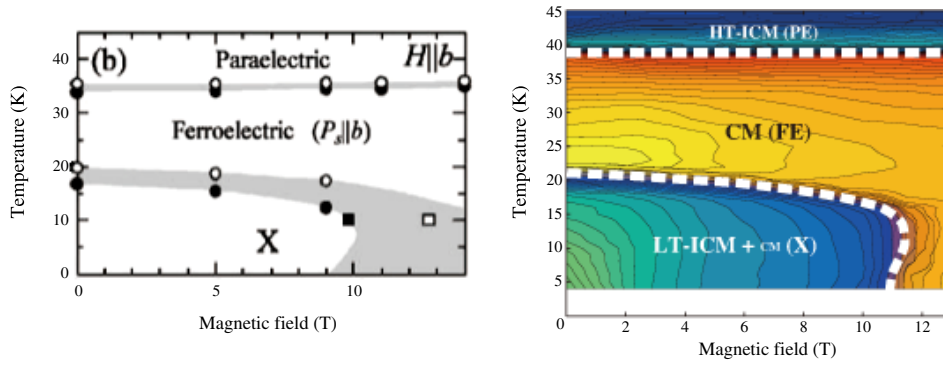 (b)
Paraelectric
H||b
Ferroelectric (Pₛ||b)
X
Temperature (K)
40
30
20
10
0
0
5
10
Magnetic field (T)
HT-ICM (PE)
CM (FE)
LT-ICM + CM (X)
Temperature (K)
45
40
35
30
25
20
15
10
5
0
2
4
6
8
10
12
Magnetic field (T)